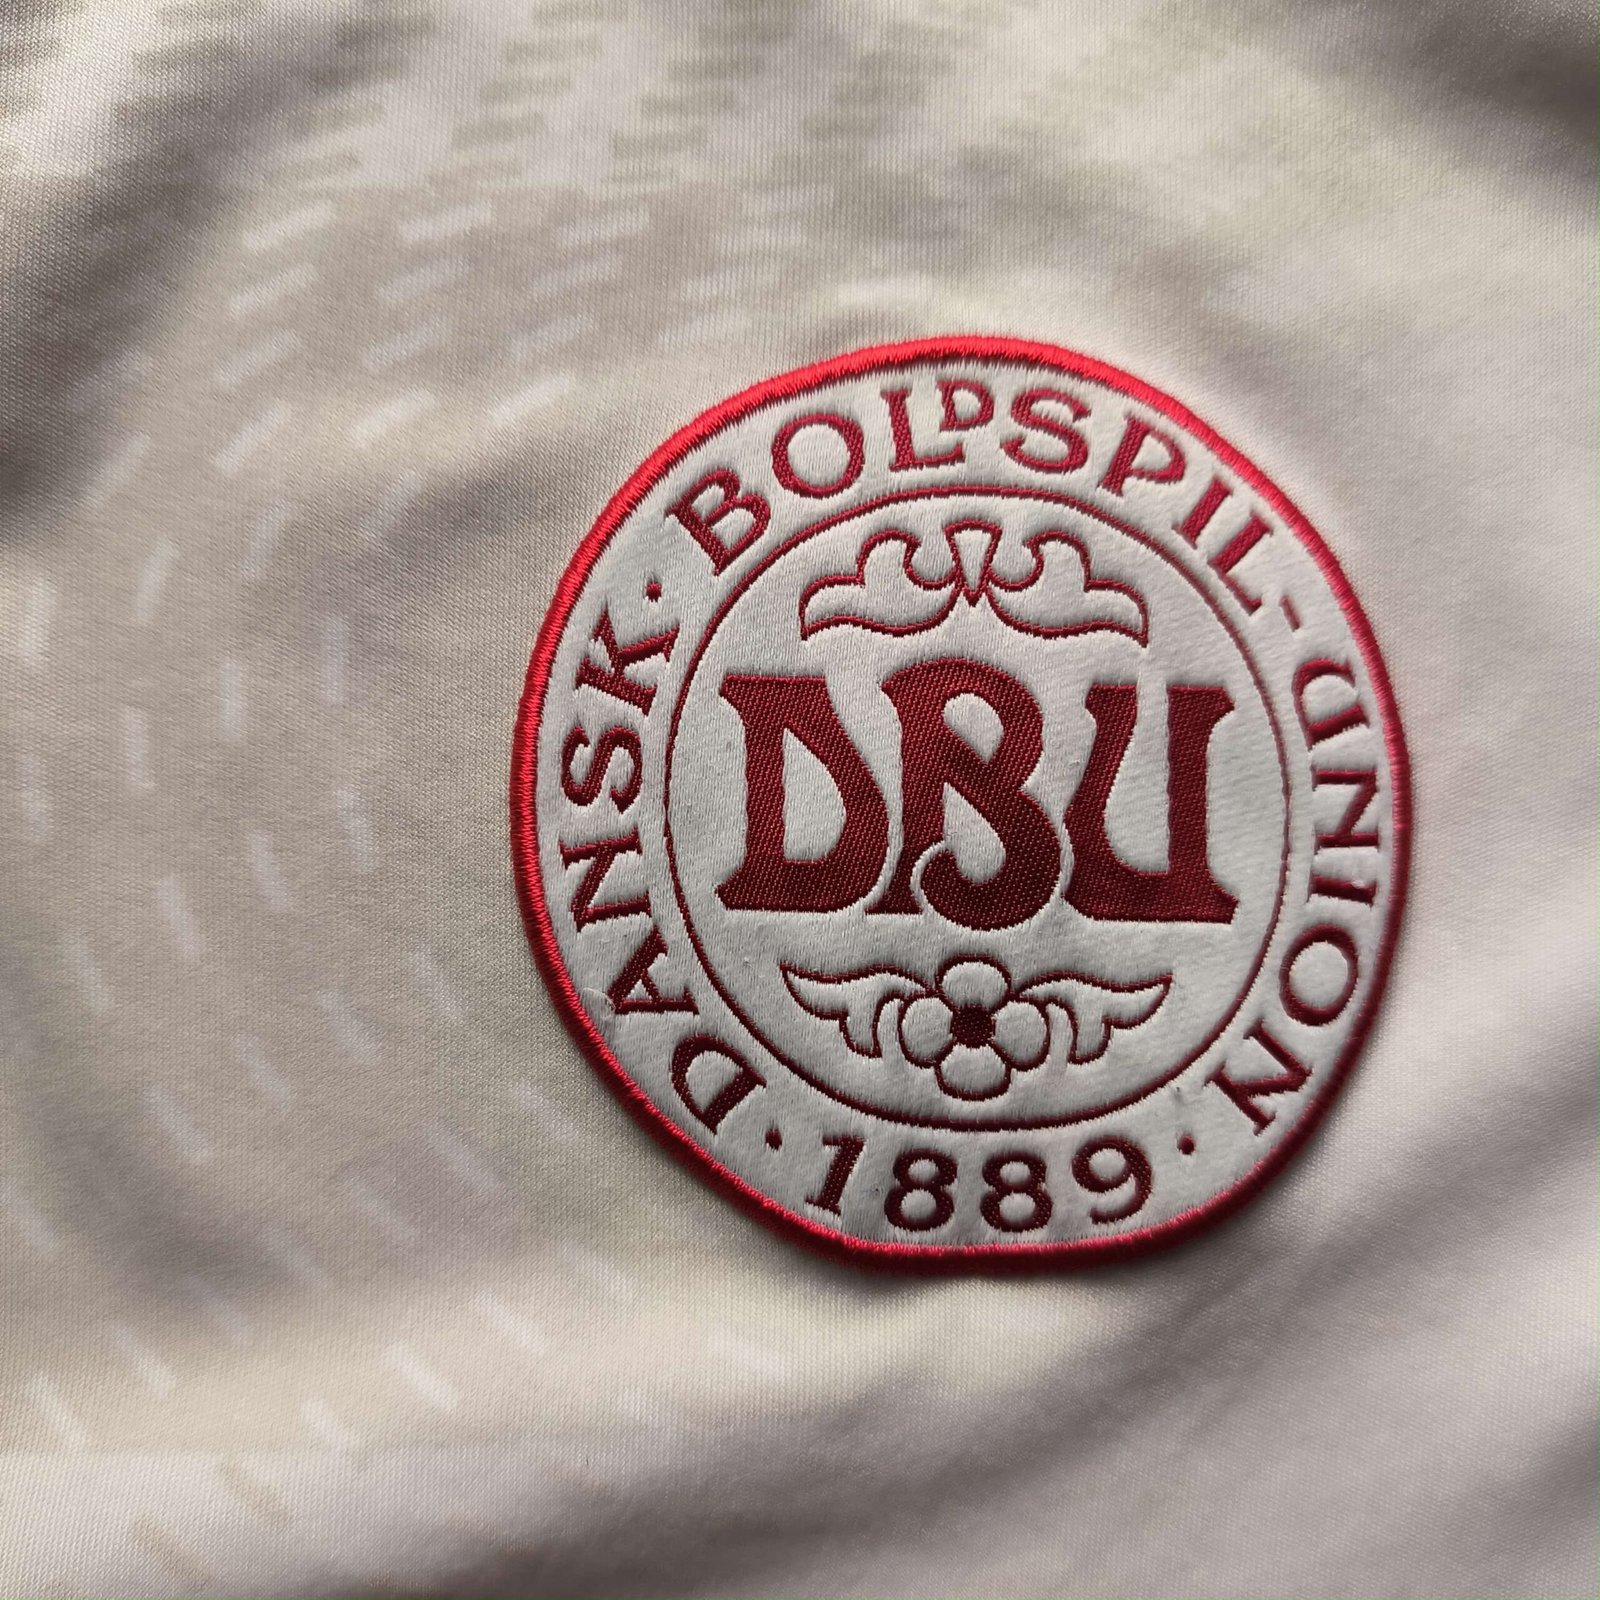 DANSK · BOLDSPIL-UNION
DBU
· 1889 ·